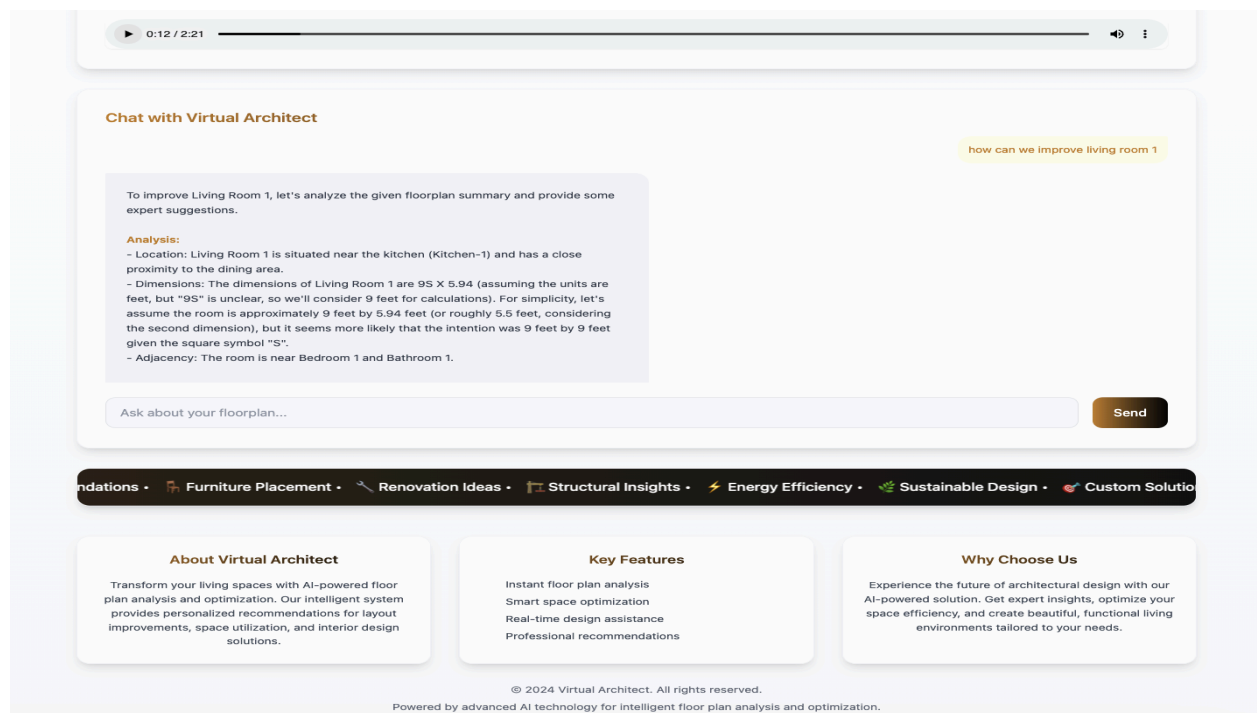 0:12 / 2:21
Chat with Virtual Architect
how can we improve living room 1
To improve Living Room 1, let's analyze the given floorplan summary and provide some
expert suggestions.
Analysis:
- Location: Living Room 1 is situated near the kitchen (Kitchen-1) and has a close
proximity to the dining area.
- Dimensions: The dimensions of Living Room 1 are 9S X 5.94 (assuming the units are
feet, but "9S" is unclear, so we'll consider 9 feet for calculations). For simplicity, let's
assume the room is approximately 9 feet by 5.94 feet (or roughly 5.5 feet, considering
the second dimension), but it seems more likely that the intention was 9 feet by 9 feet
given the square symbol "S".
- Adjacency: The room is near Bedroom 1 and Bathroom 1.
Ask about your floorplan...
Send
ndations • Furniture Placement • Renovation Ideas • Structural Insights • Energy Efficiency • Sustainable Design • Custom Solutio
About Virtual Architect
Transform your living spaces with AI-powered floor
plan analysis and optimization. Our intelligent system
provides personalized recommendations for layout
improvements, space utilization, and interior design
solutions.
Key Features
Instant floor plan analysis
Smart space optimization
Real-time design assistance
Professional recommendations
Why Choose Us
Experience the future of architectural design with our
AI-powered solution. Get expert insights, optimize your
space efficiency, and create beautiful, functional living
environments tailored to your needs.
© 2024 Virtual Architect. All rights reserved.
Powered by advanced AI technology for intelligent floor plan analysis and optimization.